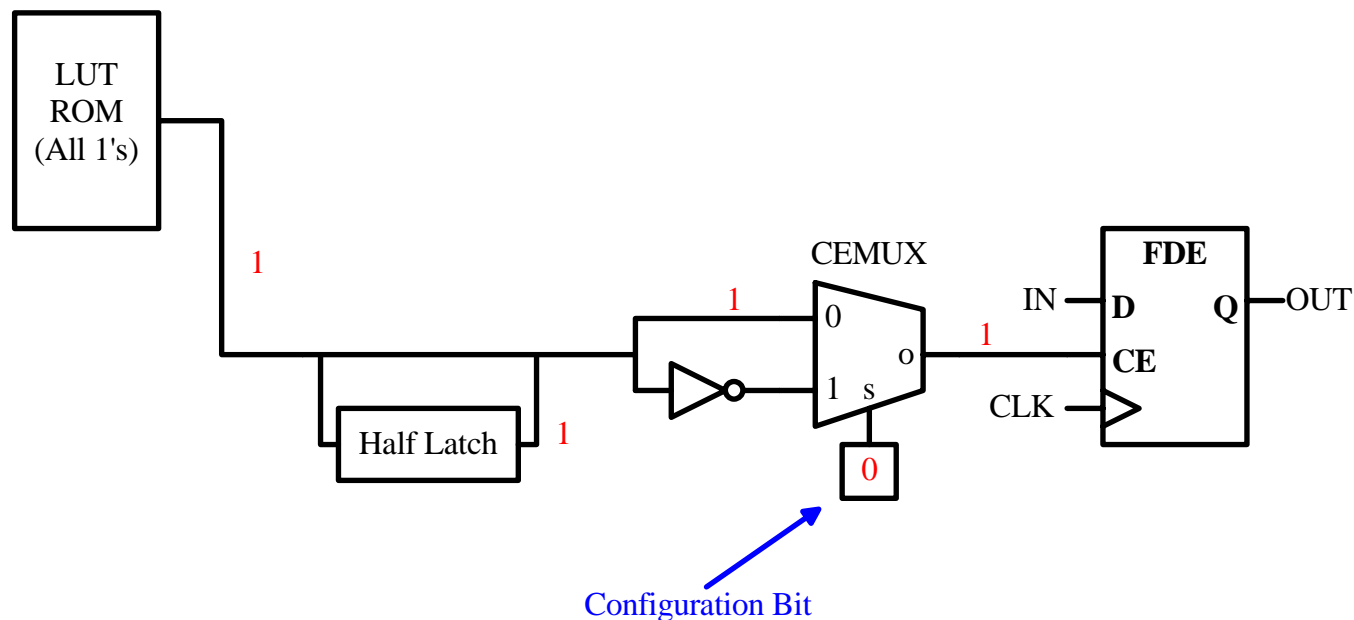 LUT
ROM
(All 1's)
1
CEMUX
FDE
1
0
IN
D
Q
OUT
1
o
CE
1
s
CLK
Half Latch
1
0
Configuration Bit